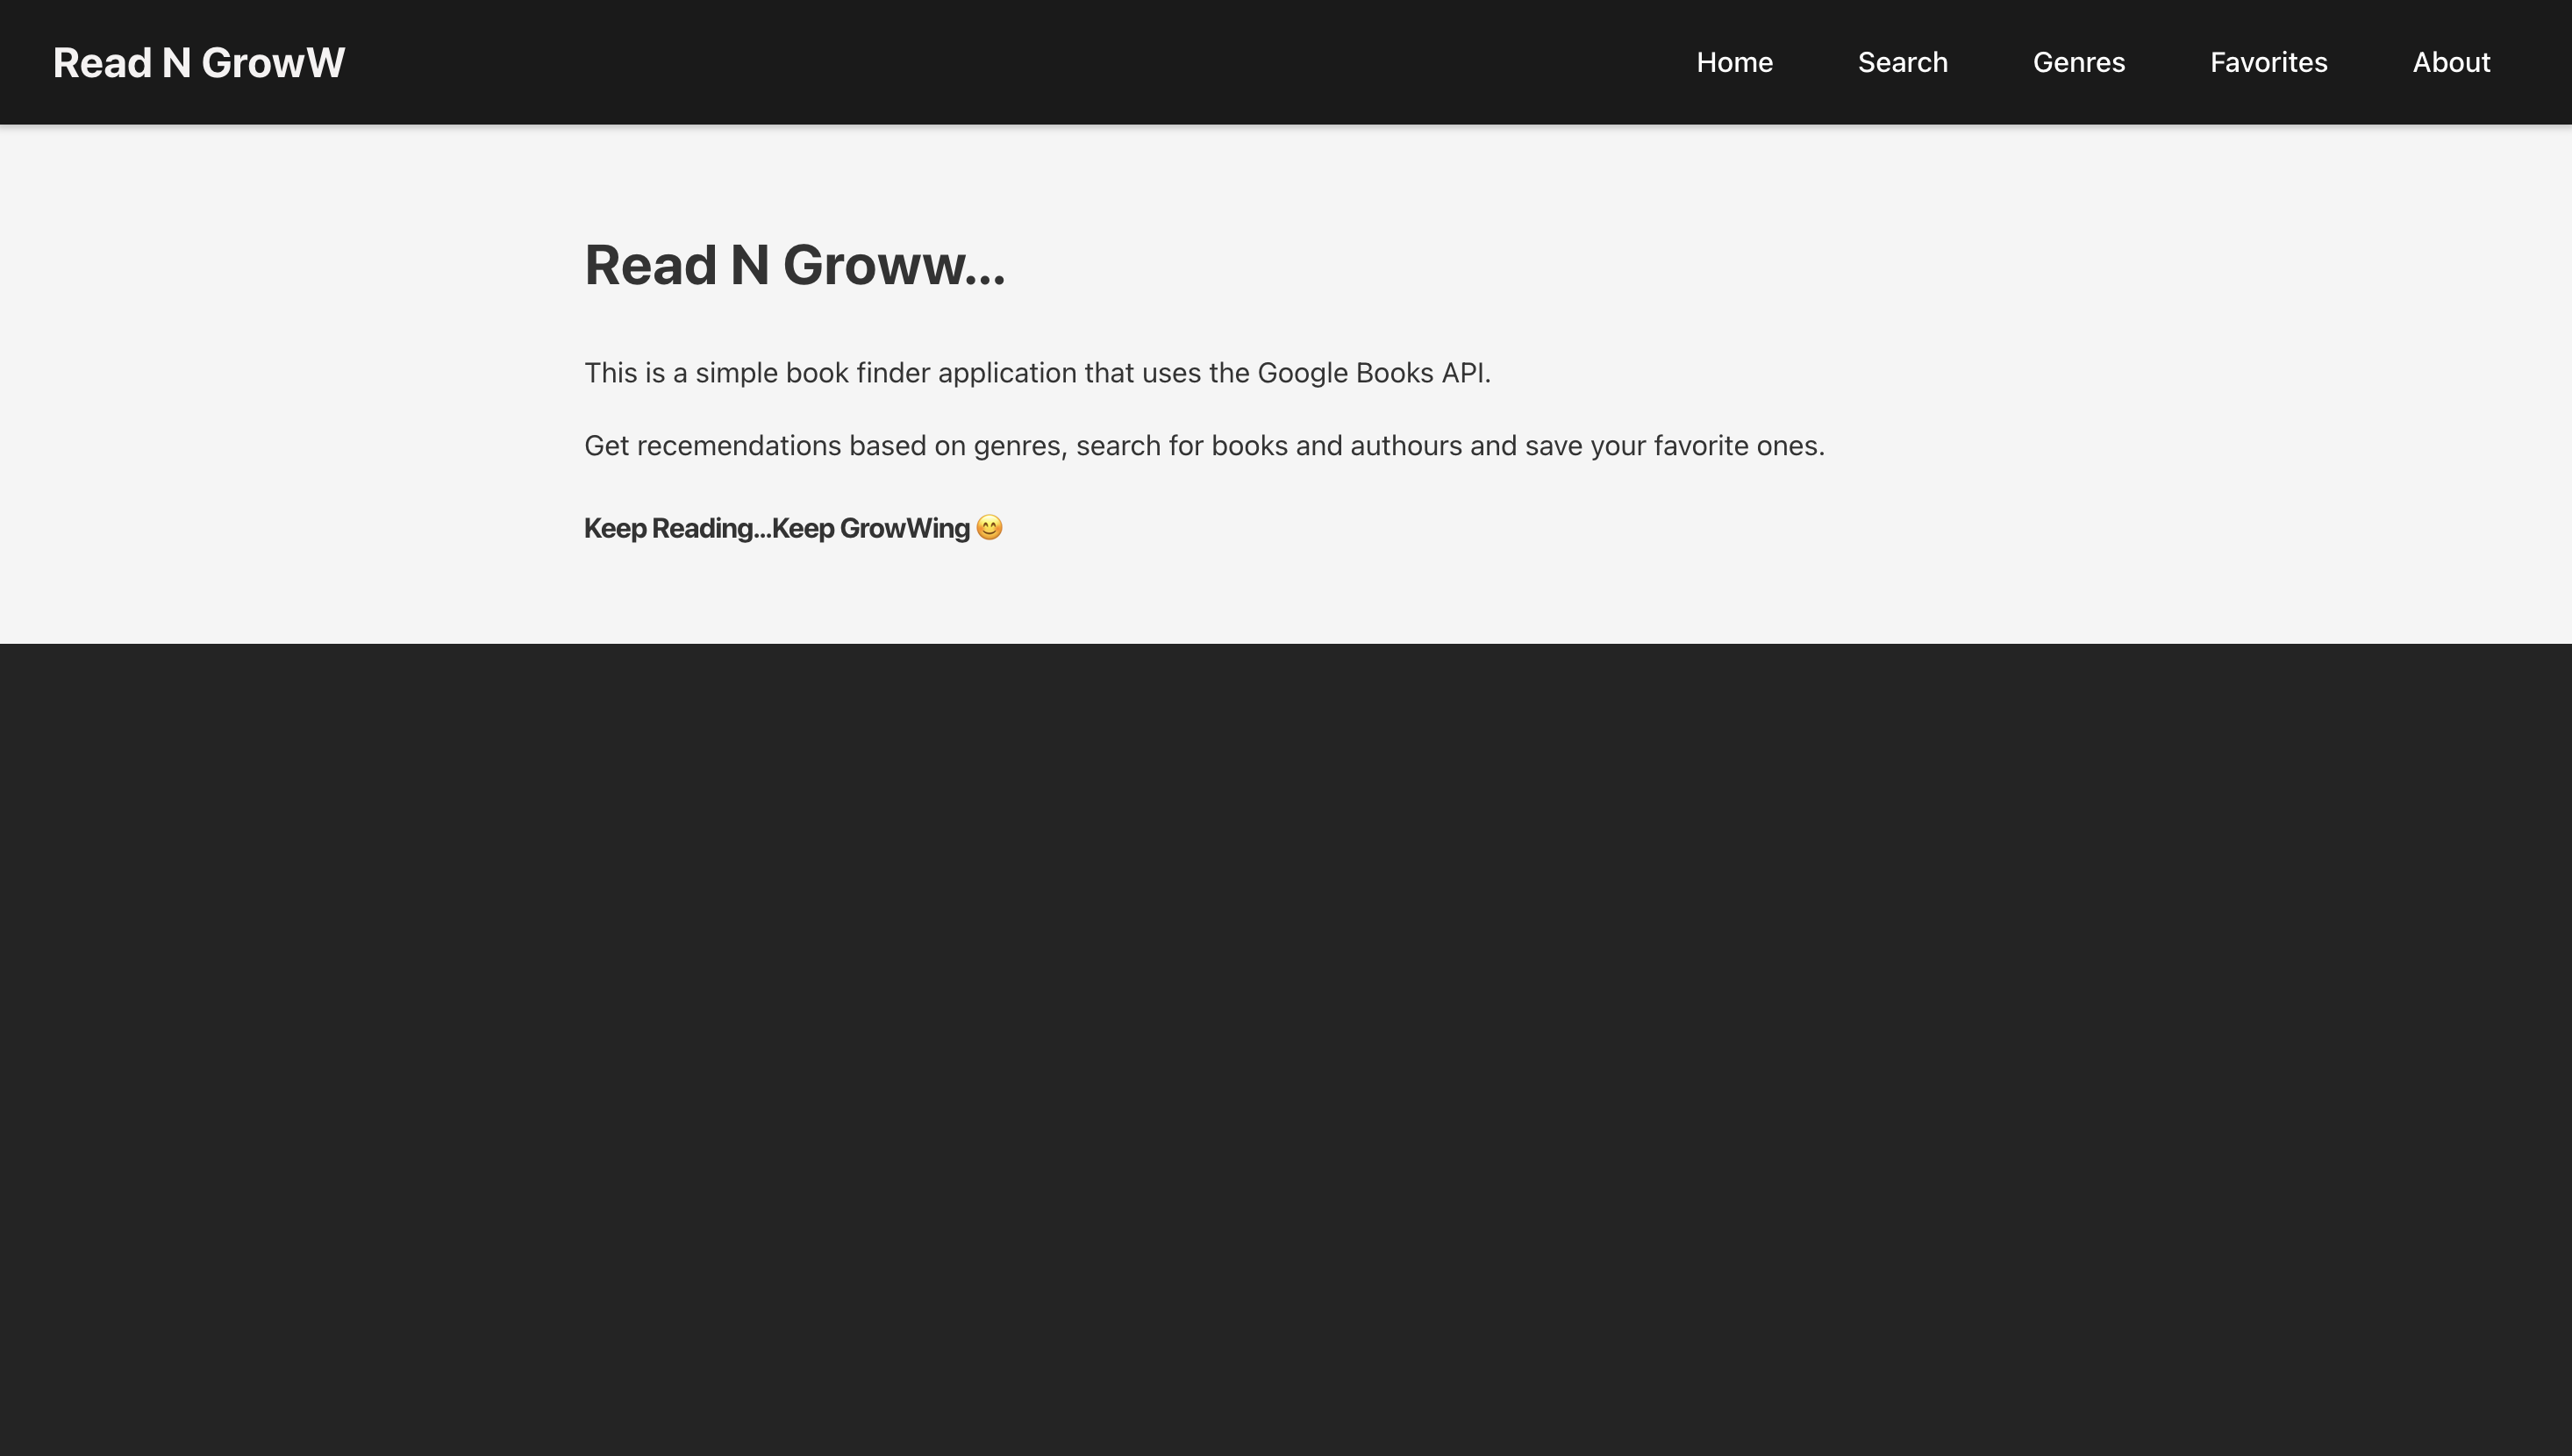 Read N GrowW
Home Search Genres Favorites About
Read N Groww...
This is a simple book finder application that uses the Google Books API.
Get recemendations based on genres, search for books and authours and save your favorite ones.
Keep Reading...Keep GrowWing 😊